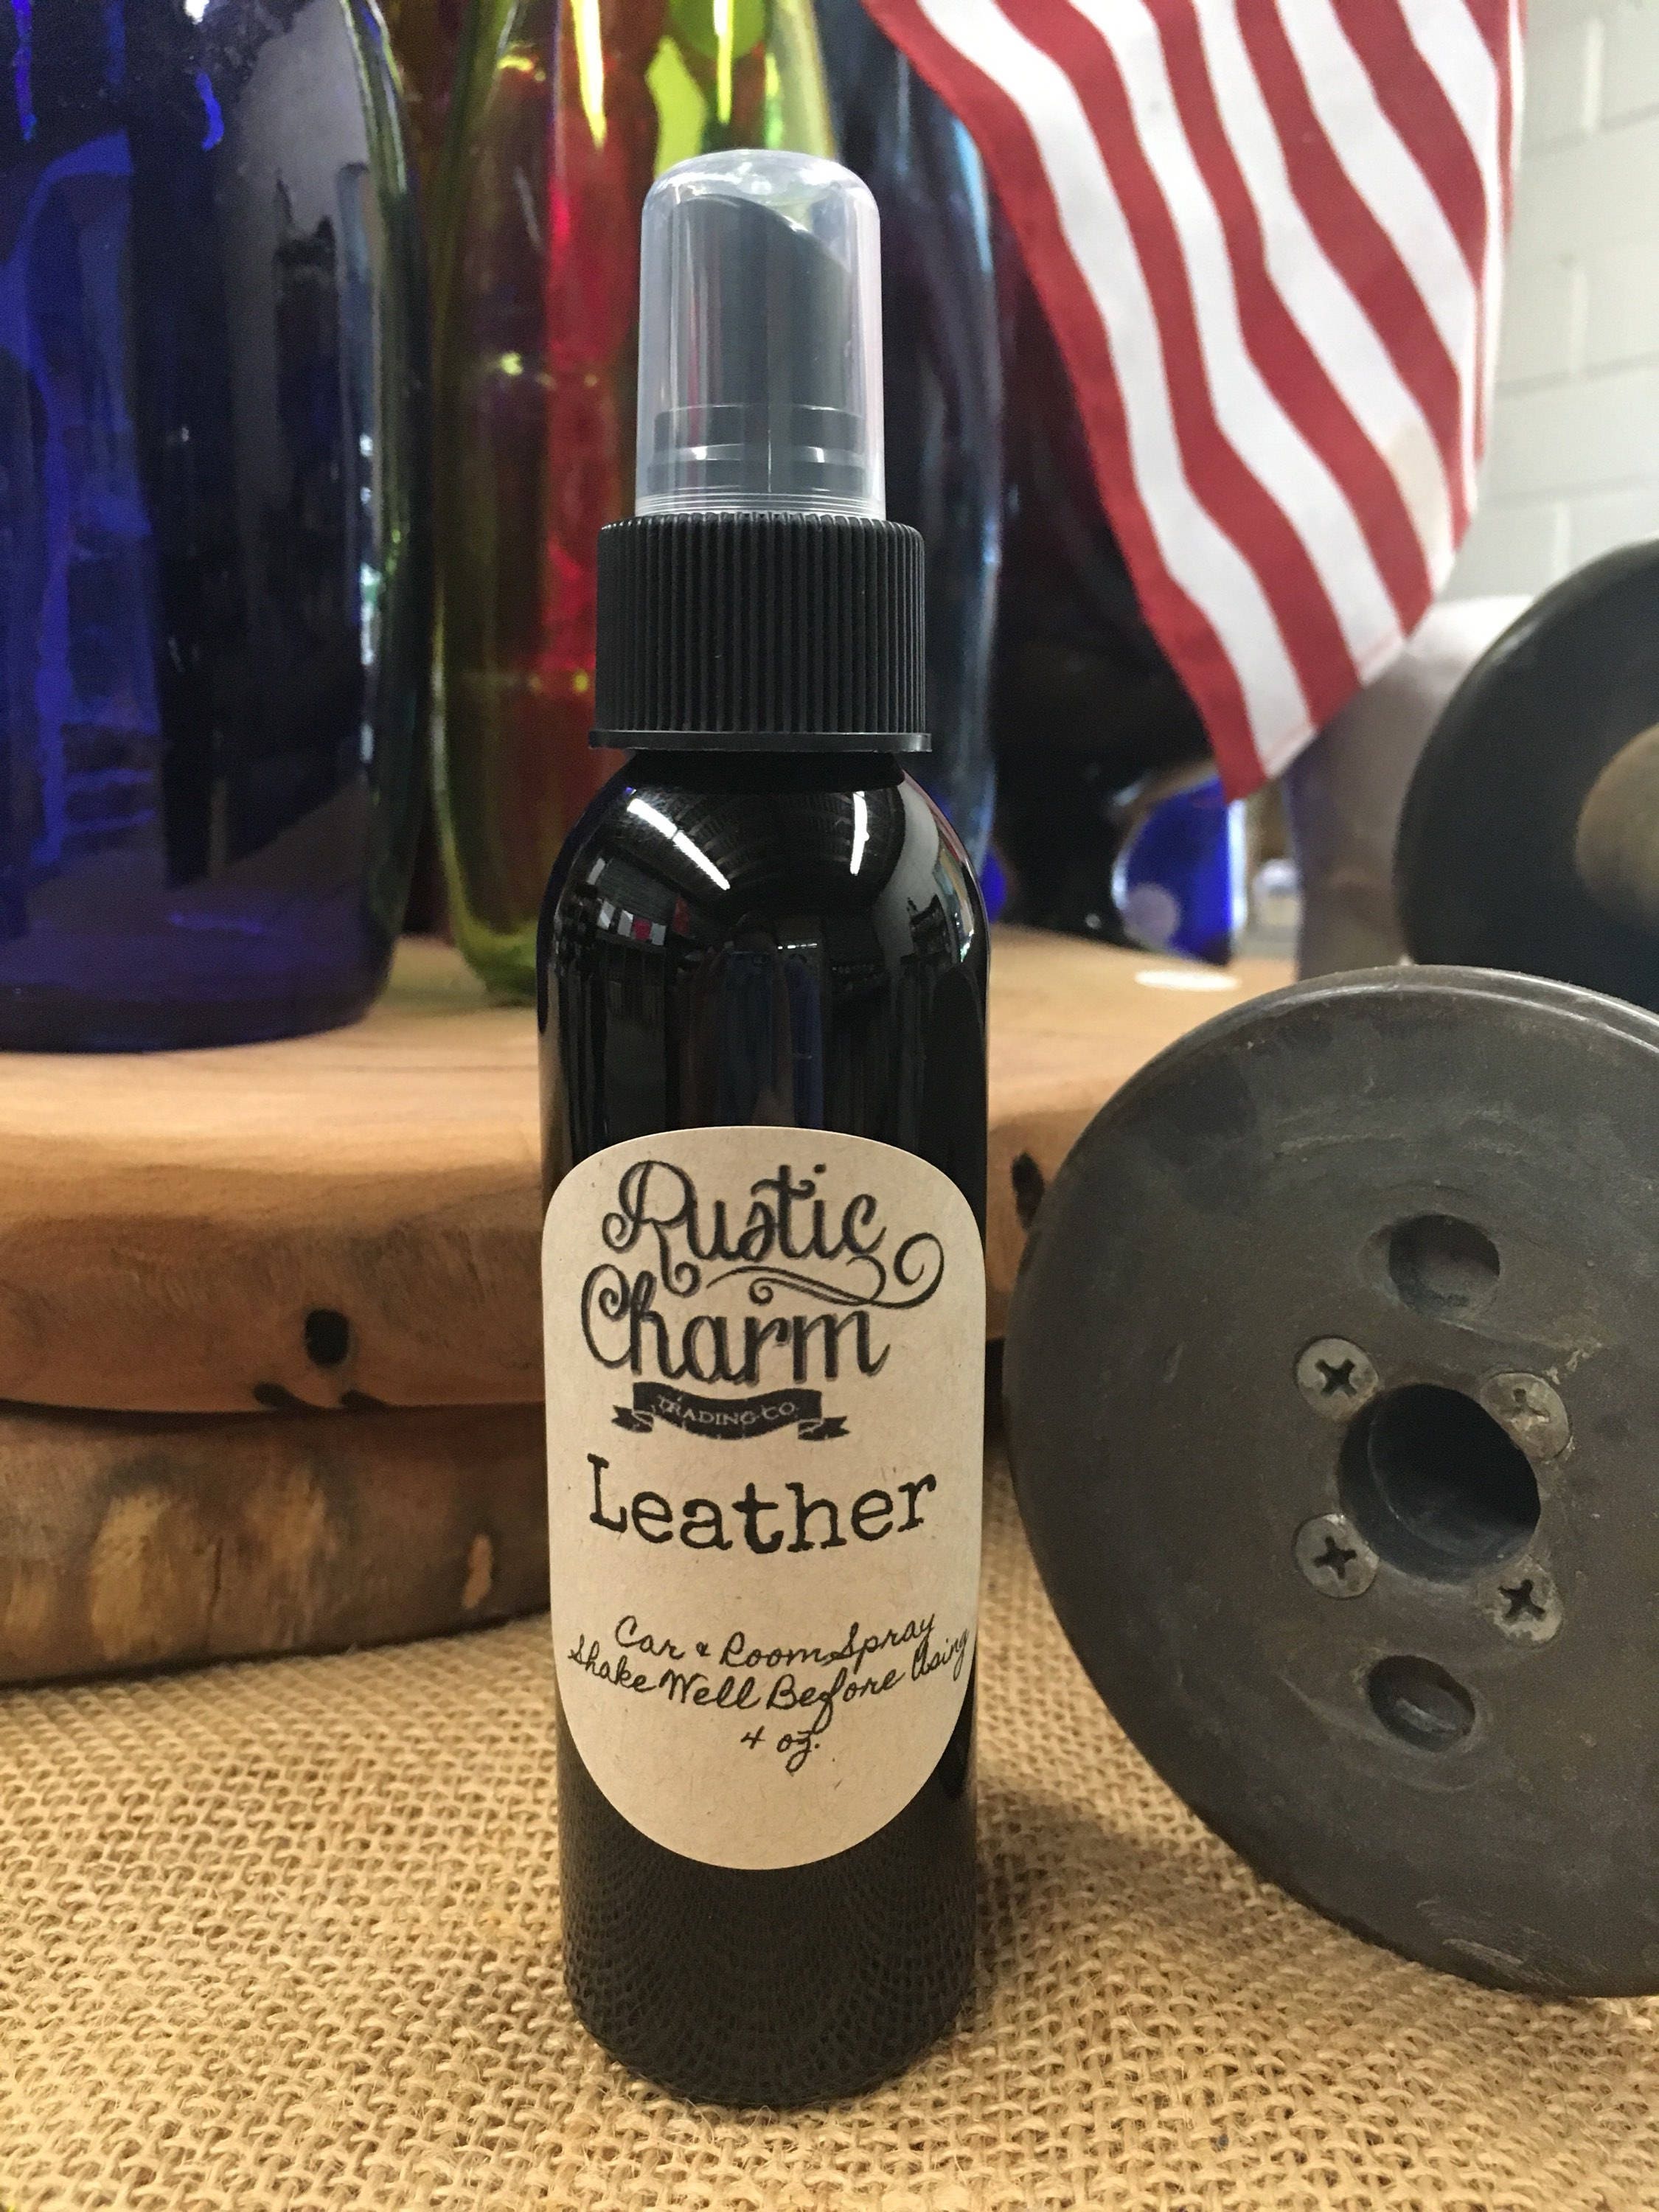 Rustic
Charm
TRADING CO.
Leather
Car & Room Spray
Shake Well Before Using
4 oz.